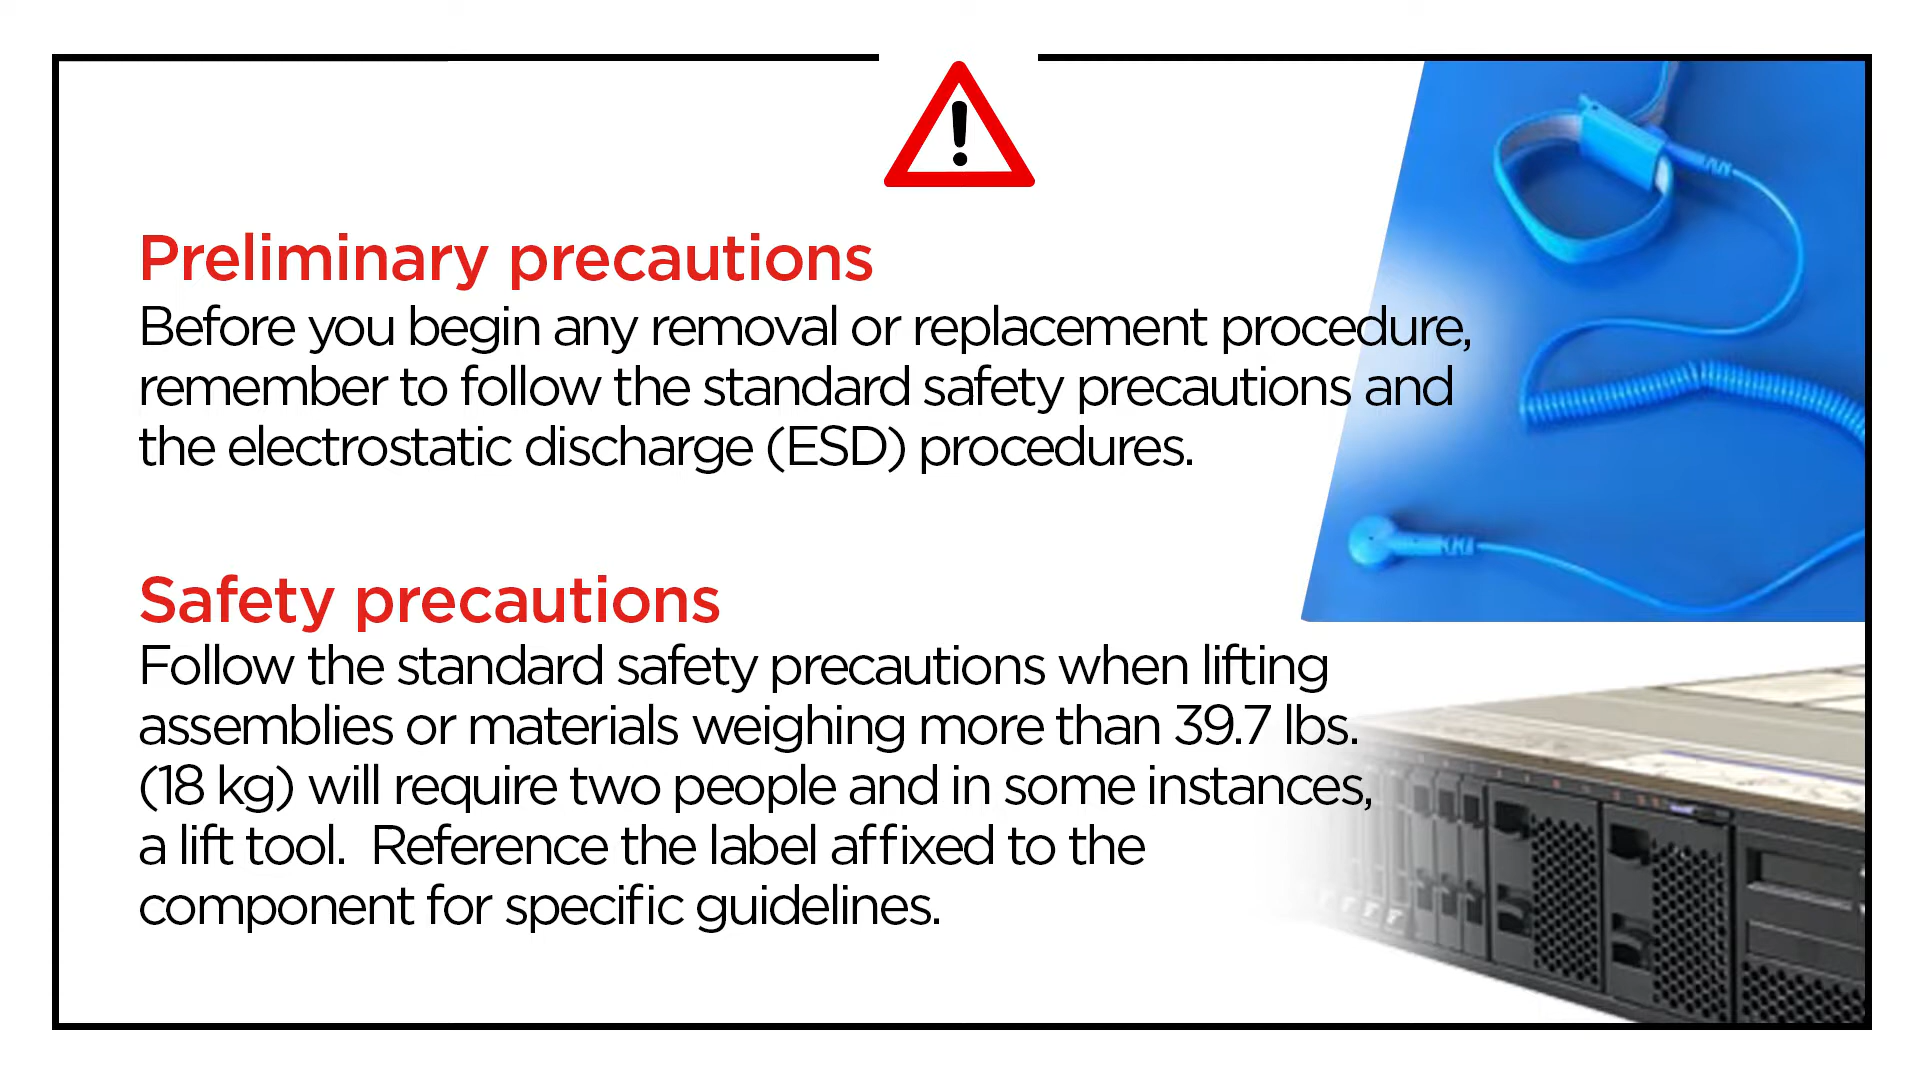 Preliminary precautions
Before you begin any removal or replacement procedure,
remember to follow the standard safety precautions and
the electrostatic discharge (ESD) procedures.
Safety precautions
Follow the standard safety precautions when lifting
assemblies or materials weighing more than 39.7 lbs.
(18 kg) will require two people and in some instances,
a lift tool.  Reference the label affixed to the
component for specific guidelines.